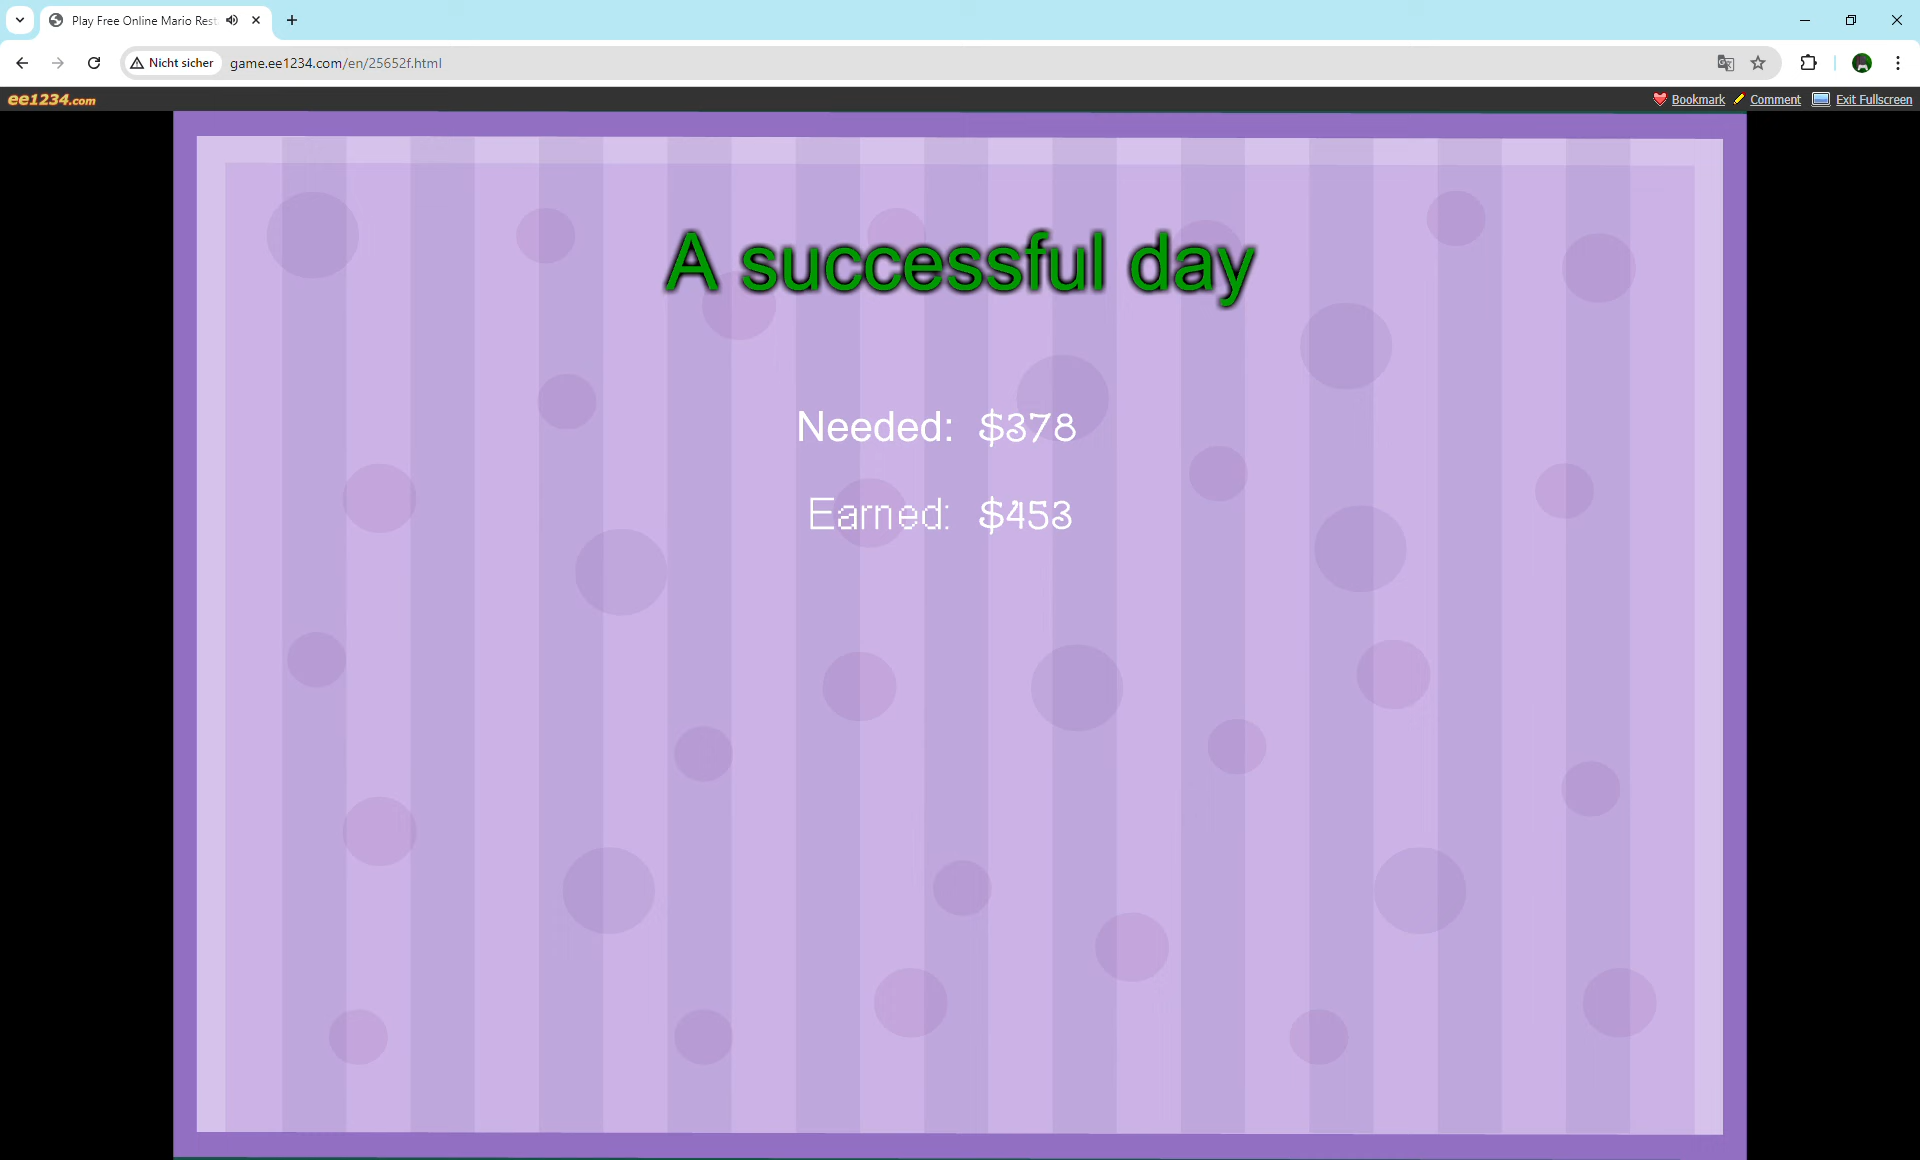 Play Free Online Mario Rest
Nicht sicher
game.ee1234.com/en/25652f.html
ee1234.com
Bookmark
Comment
Exit Fullscreen
A successful day
Needed: $378
Earned: $453